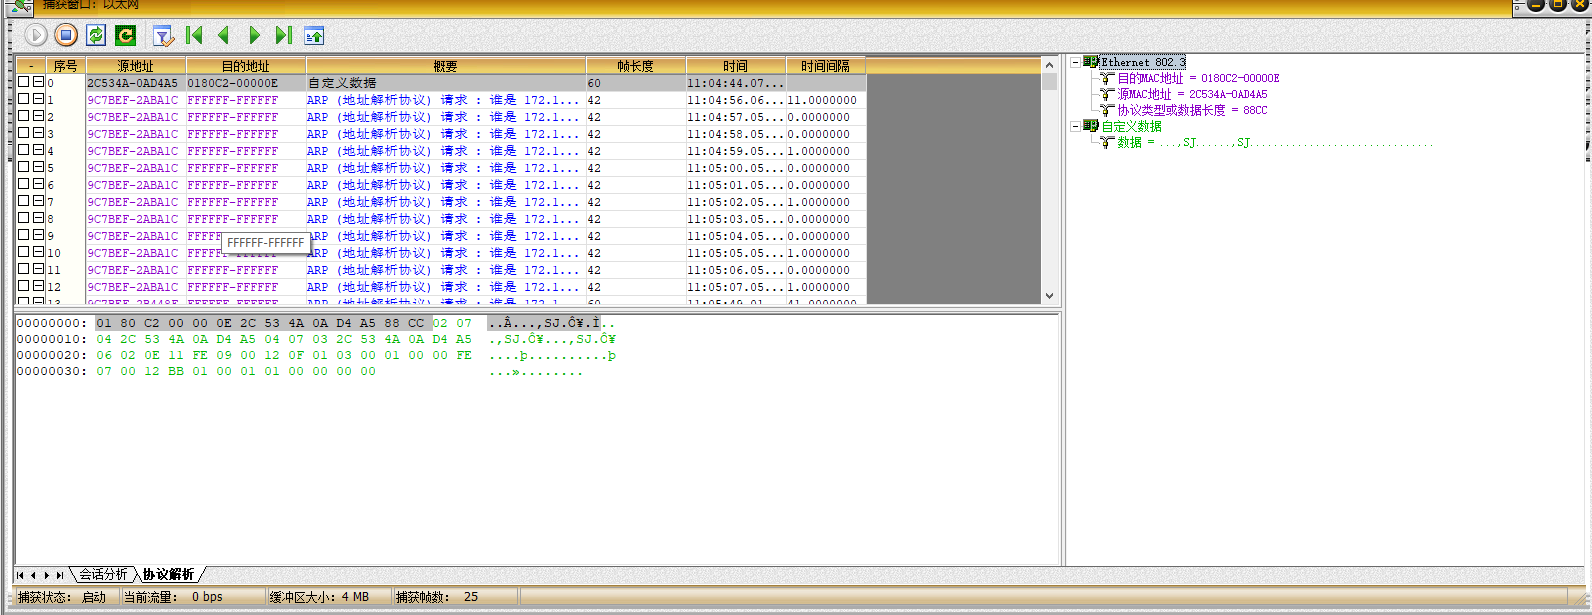 捕获窗口：以太网
- 序号 源地址 目的地址 概要 帧长度 时间 时间间隔
0 2C534A-0AD4A5 0180C2-00000E 自定义数据 60 11:04:44.07...
1 9C7BEF-2ABA1C FFFFFF-FFFFFF ARP (地址解析协议) 请求 : 谁是 172.1... 42 11:04:56.06... 11.0000000
2 9C7BEF-2ABA1C FFFFFF-FFFFFF ARP (地址解析协议) 请求 : 谁是 172.1... 42 11:04:57.05... 0.0000000
3 9C7BEF-2ABA1C FFFFFF-FFFFFF ARP (地址解析协议) 请求 : 谁是 172.1... 42 11:04:58.05... 0.0000000
4 9C7BEF-2ABA1C FFFFFF-FFFFFF ARP (地址解析协议) 请求 : 谁是 172.1... 42 11:04:59.05... 1.0000000
5 9C7BEF-2ABA1C FFFFFF-FFFFFF ARP (地址解析协议) 请求 : 谁是 172.1... 42 11:05:00.05... 0.0000000
6 9C7BEF-2ABA1C FFFFFF-FFFFFF ARP (地址解析协议) 请求 : 谁是 172.1... 42 11:05:01.05... 0.0000000
7 9C7BEF-2ABA1C FFFFFF-FFFFFF ARP (地址解析协议) 请求 : 谁是 172.1... 42 11:05:02.05... 1.0000000
8 9C7BEF-2ABA1C FFFFFF-FFFFFF ARP (地址解析协议) 请求 : 谁是 172.1... 42 11:05:03.05... 0.0000000
9 9C7BEF-2ABA1C FFFFF ARP (地址解析协议) 请求 : 谁是 172.1... 42 11:05:04.05... 0.0000000
FFFFFF-FFFFFF
10 9C7BEF-2ABA1C FFFFFF-FFFFFF ARP (地址解析协议) 请求 : 谁是 172.1... 42 11:05:05.05... 1.0000000
11 9C7BEF-2ABA1C FFFFFF-FFFFFF ARP (地址解析协议) 请求 : 谁是 172.1... 42 11:05:06.05... 0.0000000
12 9C7BEF-2ABA1C FFFFFF-FFFFFF ARP (地址解析协议) 请求 : 谁是 172.1... 42 11:05:07.05... 0.0000000
Ethernet 802.3
目的MAC地址 = 0180C2-00000E
源MAC地址 = 2C534A-0AD4A5
协议类型或数据长度 = 88CC
自定义数据
数据 = ...,SJ.....,SJ..............................
00000000: 01 80 C2 00 00 0E 2C 53 4A 0A D4 A5 88 CC 02 07 ..Â...,SJ.Ô¥.Ì..
00000010: 04 2C 53 4A 0A D4 A5 04 07 03 2C 53 4A 0A D4 A5 .,SJ.Ô¥...,SJ.Ô¥
00000020: 06 02 0E 11 FE 09 00 12 0F 01 03 00 01 00 00 FE ....þ..........þ
00000030: 07 00 12 BB 01 00 01 01 00 00 00 00 ...»........
会话分析 协议解析
捕获状态： 启动 当前流量： 0 bps 缓冲区大小：4 MB 捕获帧数： 25